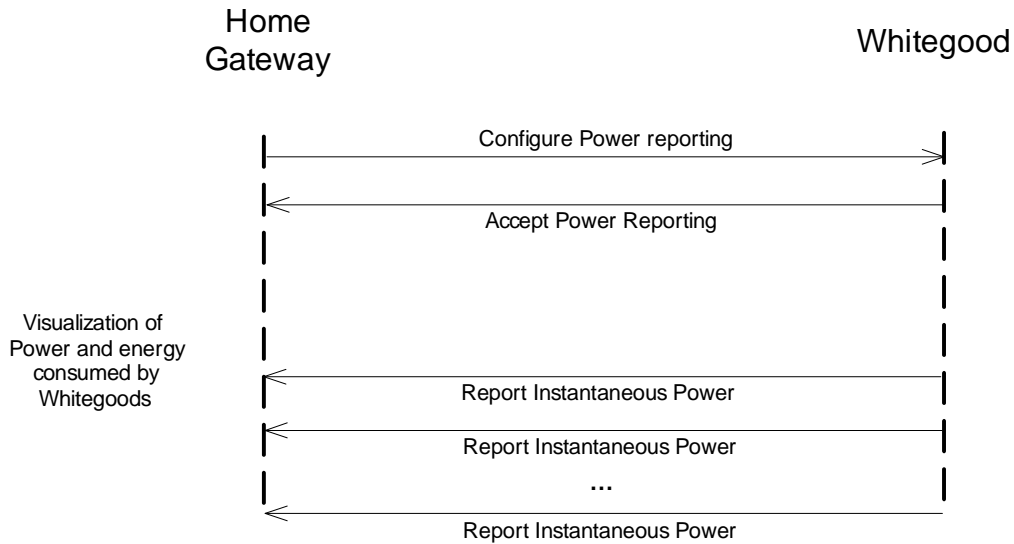 Home
Gateway
Whitegood
Configure Power reporting
Accept Power Reporting
Visualization of
Power and energy
consumed by
Whitegoods
Report Instantaneous Power
Report Instantaneous Power
...
Report Instantaneous Power